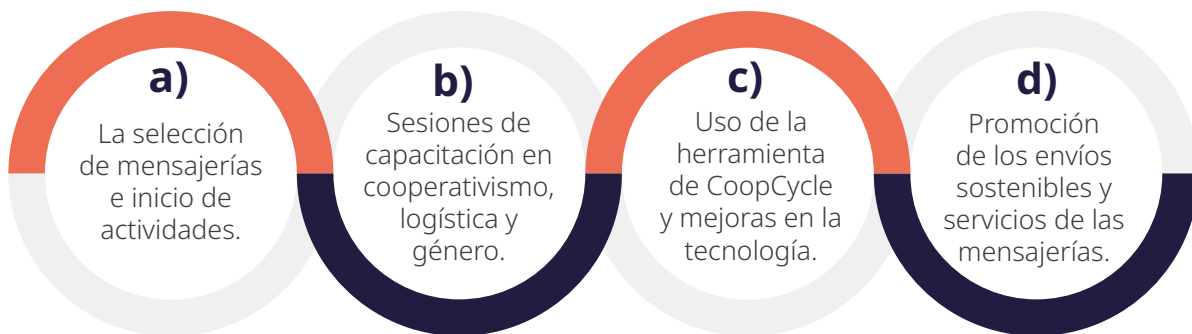 a)
La selección
de mensajerías
e inicio de
actividades.
b)
Sesiones de
capacitación en
cooperativismo,
logística y
género.
c)
Uso de la
herramienta
de CoopCycle
y mejoras en la
tecnología.
d)
Promoción
de los envíos
sostenibles y
servicios de las
mensajerías.